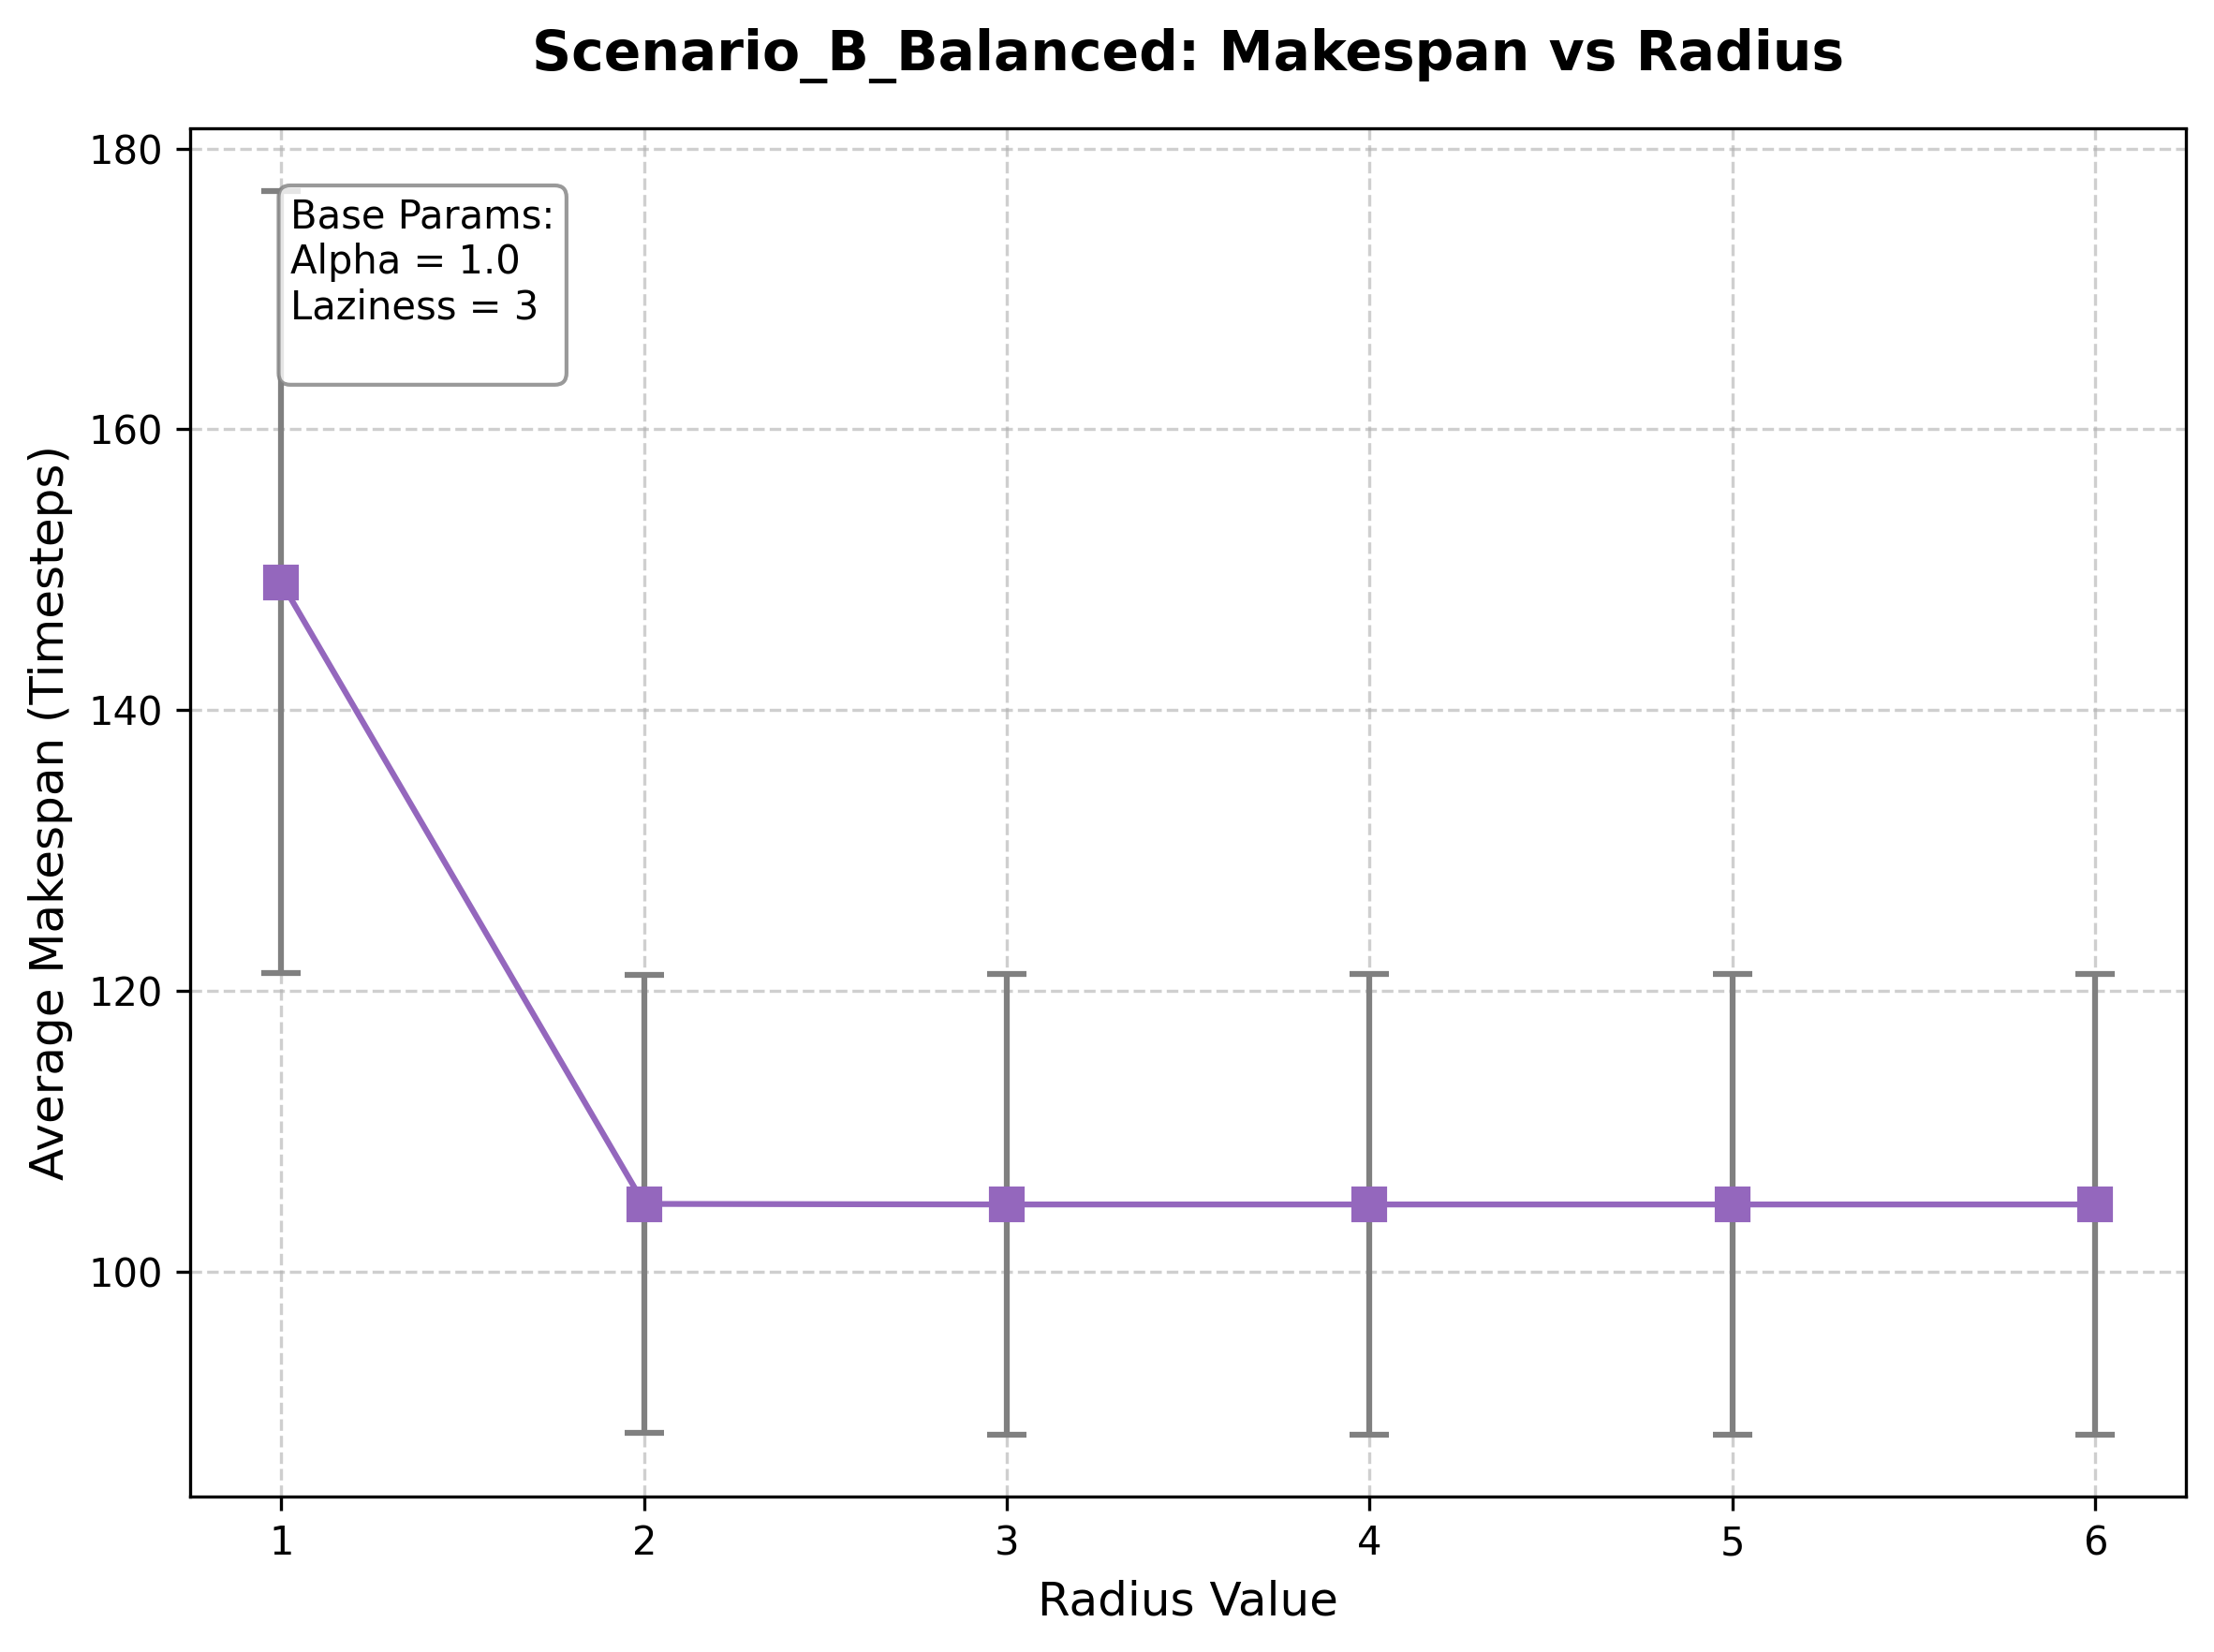 Scenario_B_Balanced: Makespan vs Radius
180
160
140
120
100
Average Makespan (Timesteps)
Base Params:
Alpha = 1.0
Laziness = 3
1 2 3 4 5 6
Radius Value